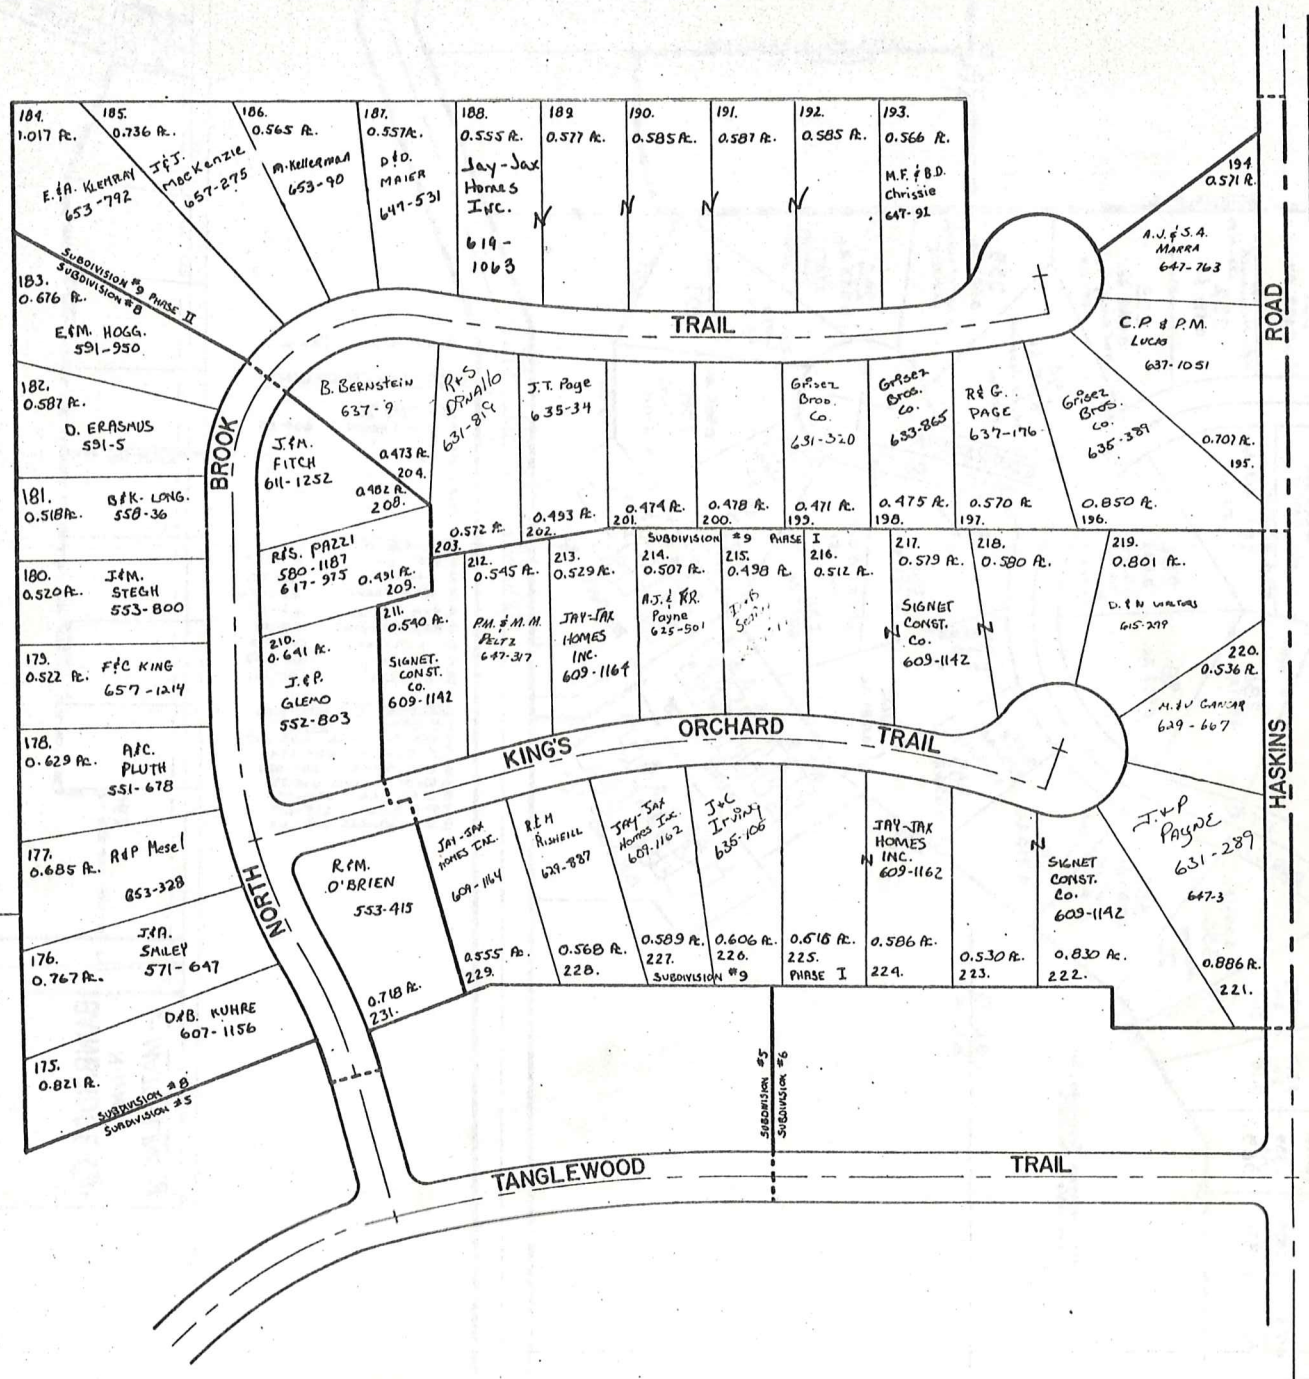 184.
1.017 Ac.
E.&A. KLEMPAY
653-792
185.
0.736 Ac.
J&J.
MacKenzie
657-275
186.
0.565 Ac.
A. Kellerman
653-90
187.
0.557 Ac.
D&D.
MAIER
647-531
188.
0.555 Ac.
Jay-Jax
Homes
INC.
619-
1063
189.
0.577 Ac.
N
190.
0.585 Ac.
N
191.
0.587 Ac.
N
192.
0.585 Ac.
N
193.
0.566 Ac.
M.F. & B.D.
Chrissie
647-91
194.
0.571 Ac.
A.J. & S.A.
MARRA
647-763
ROAD
SUBDIVISION #9 PHASE II
SUBDIVISION #8
183.
0.676 Ac.
E&M. HOGG.
591-950
TRAIL
C.P & P.M.
LUCAS
637-1051
182.
0.587 Ac.
D. ERASMUS
591-5
BROOK
B. BERNSTEIN
637-9
0.473 Ac.
204.
R&S
DiNallo
631-819
0.572 Ac.
203.
J.T. Page
635-34
0.493 Ac.
202.
0.474 Ac.
201.
0.478 Ac.
200.
Griser
Bros.
Co.
631-320
0.471 Ac.
199.
Griser
Bros.
Co.
633-865
0.475 Ac.
198.
R& G.
PAGE
637-176
0.570 Ac
197.
Griser
Bros.
Co.
635-389
0.850 Ac.
196.
0.707 Ac.
195.
J.&M.
FITCH
611-1252
0.482 Ac.
208.
181.
0.518 Ac.
B&K. LONG.
558-36
R&S. PAZZI
580-1187
617-975
0.491 Ac.
209.
SUBDIVISION #9 PHASE I
180.
0.520 Ac.
J&M.
STEGH
553-800
210.
0.641 Ac.
J.&P.
GLEMO
552-803
211.
0.540 Ac.
SIGNET.
CONST.
CO.
609-1142
212.
0.545 Ac.
P.M. & M.M.
PELTZ
647-317
213.
0.529 Ac.
JAY-JAX
HOMES
INC.
609-1164
214.
0.507 Ac.
A.J. & R.R.
Payne
625-501
215.
0.498 Ac.
216.
0.512 Ac.
217.
0.579 Ac.
N
SIGNET
CONST.
Co.
609-1142
218.
0.580 Ac.
N
219.
0.801 Ac.
D. & N WALTERS
615-279
220.
0.536 Ac.
629-667
179.
0.522 Ac.
F&C KING
657-1214
178.
0.629 Ac.
A&C.
PLUTH
551-678
KING'S ORCHARD TRAIL
HASKINS
177.
0.685 Ac.
R&P Mesel
653-328
NORTH
R&M.
O'BRIEN
553-415
0.718 Ac.
231.
JAY-JAX
HOMES INC.
609-1164
0.555 Ac.
229.
R&M
RISHEILL
629-887
0.568 Ac.
228.
JAY-JAX
HOMES INC.
609-1162
0.589 Ac.
227.
J&C
Irving
635-106
0.606 Ac.
226.
0.616 Ac.
225.
JAY-JAX
HOMES
N INC.
609-1162
0.586 Ac.
224.
0.530 Ac.
223.
N
SIGNET
CONST.
Co.
609-1142
0.830 Ac.
222.
J.&P
PAYNE
631-289
647-3
0.886 Ac.
221.
SUBDIVISION #9 PHASE I
176.
0.767 Ac.
J.&A.
SMILEY
571-647
D&B. KUHRE
607-1156
175.
0.821 Ac.
SUBDIVISION #8
SUBDIVISION #5
SUBDIVISION #5
SUBDIVISION #6
TANGLEWOOD TRAIL